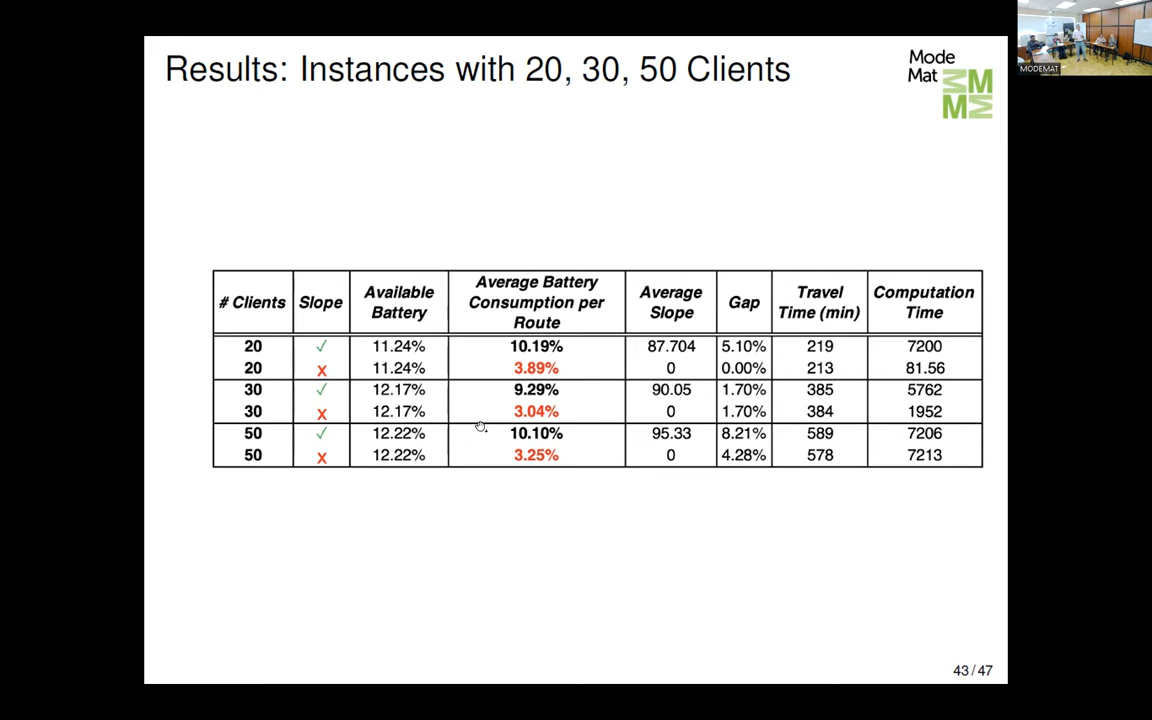 Results: Instances with 20, 30, 50 Clients
Mode
Mat
MODEMAT
# Clients Slope Available Battery Average Battery Consumption per Route Average Slope Gap Travel Time (min) Computation Time
20 ✓ 11.24% 10.19% 87.704 5.10% 219 7200
20 x 11.24% 3.89% 0 0.00% 213 81.56
30 ✓ 12.17% 9.29% 90.05 1.70% 385 5762
30 x 12.17% 3.04% 0 1.70% 384 1952
50 ✓ 12.22% 10.10% 95.33 8.21% 589 7206
50 x 12.22% 3.25% 0 4.28% 578 7213
43 / 47